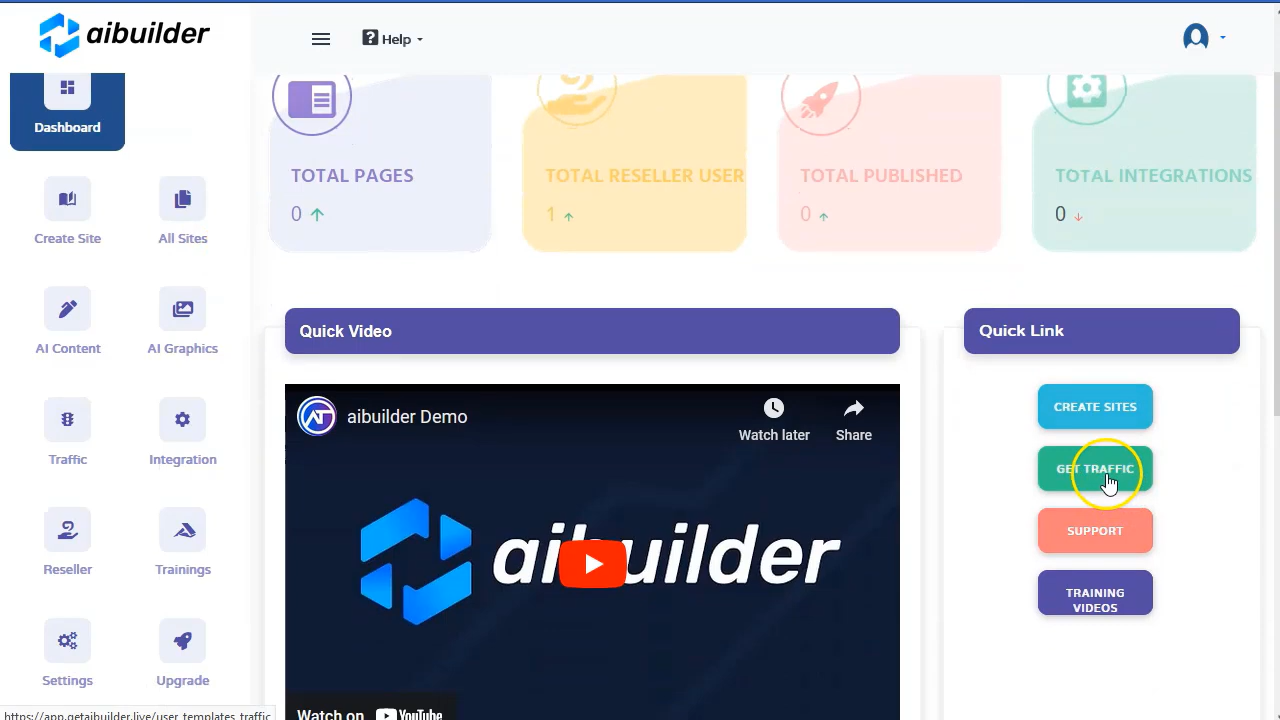 aibuilder
Help
Dashboard
Create Site
All Sites
AI Content
AI Graphics
Traffic
Integration
Reseller
Trainings
Settings
Upgrade
TOTAL PAGES
0
TOTAL RESELLER USER
1
TOTAL PUBLISHED
0
TOTAL INTEGRATIONS
0
Quick Video
aibuilder Demo
Watch later
Share
aibuilder
Watch on YouTube
Quick Link
CREATE SITES
GET TRAFFIC
SUPPORT
TRAINING
VIDEOS
https://app.getaibuilder.live/user_templates_traffic